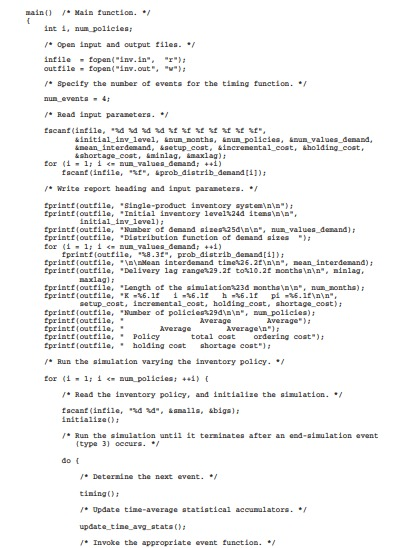 main()  /* Main function. */
{
    int i, num_policies;
    /* Open input and output files. */
    infile  = fopen("inv.in",  "r");
    outfile = fopen("inv.out", "w");
    /* Specify the number of events for the timing function. */
    num_events = 4;
    /* Read input parameters. */
    fscanf(infile, "%d %d %d %d %f %f %f %f %f %f %f",
           &initial_inv_level, &num_months, &num_policies, &num_values_demand,
           &mean_interdemand, &setup_cost, &incremental_cost, &holding_cost,
           &shortage_cost, &minlag, &maxlag);
    for (i = 1; i <= num_values_demand; ++i)
        fscanf(infile, "%f", &prob_distrib_demand[i]);
    /* Write report heading and input parameters. */
    fprintf(outfile, "Single-product inventory system\n\n");
    fprintf(outfile, "Initial inventory level%24d items\n\n",
            initial_inv_level);
    fprintf(outfile, "Number of demand sizes%25d\n\n", num_values_demand);
    fprintf(outfile, "Distribution function of demand sizes  ");
    for (i = 1; i <= num_values_demand; ++i)
        fprintf(outfile, "%8.3f", prob_distrib_demand[i]);
    fprintf(outfile, "\n\nMean interdemand time%26.2f\n\n", mean_interdemand);
    fprintf(outfile, "Delivery lag range%29.2f to%10.2f months\n\n", minlag,
            maxlag);
    fprintf(outfile, "Length of the simulation%23d months\n\n", num_months);
    fprintf(outfile, "K =%6.1f   i =%6.1f   h =%6.1f   pi =%6.1f\n\n",
            setup_cost, incremental_cost, holding_cost, shortage_cost);
    fprintf(outfile, "Number of policies%29d\n\n", num_policies);
    fprintf(outfile, "                 Average        Average");
    fprintf(outfile, "          Average        Average\n");
    fprintf(outfile, "  Policy       total cost    ordering cost");
    fprintf(outfile, "  holding cost   shortage cost");
    /* Run the simulation varying the inventory policy. */
    for (i = 1; i <= num_policies; ++i) {
        /* Read the inventory policy, and initialize the simulation. */
        fscanf(infile, "%d %d", &smalls, &bigs);
        initialize();
        /* Run the simulation until it terminates after an end-simulation event
           (type 3) occurs. */
        do {
            /* Determine the next event. */
            timing();
            /* Update time-average statistical accumulators. */
            update_time_avg_stats();
            /* Invoke the appropriate event function. */